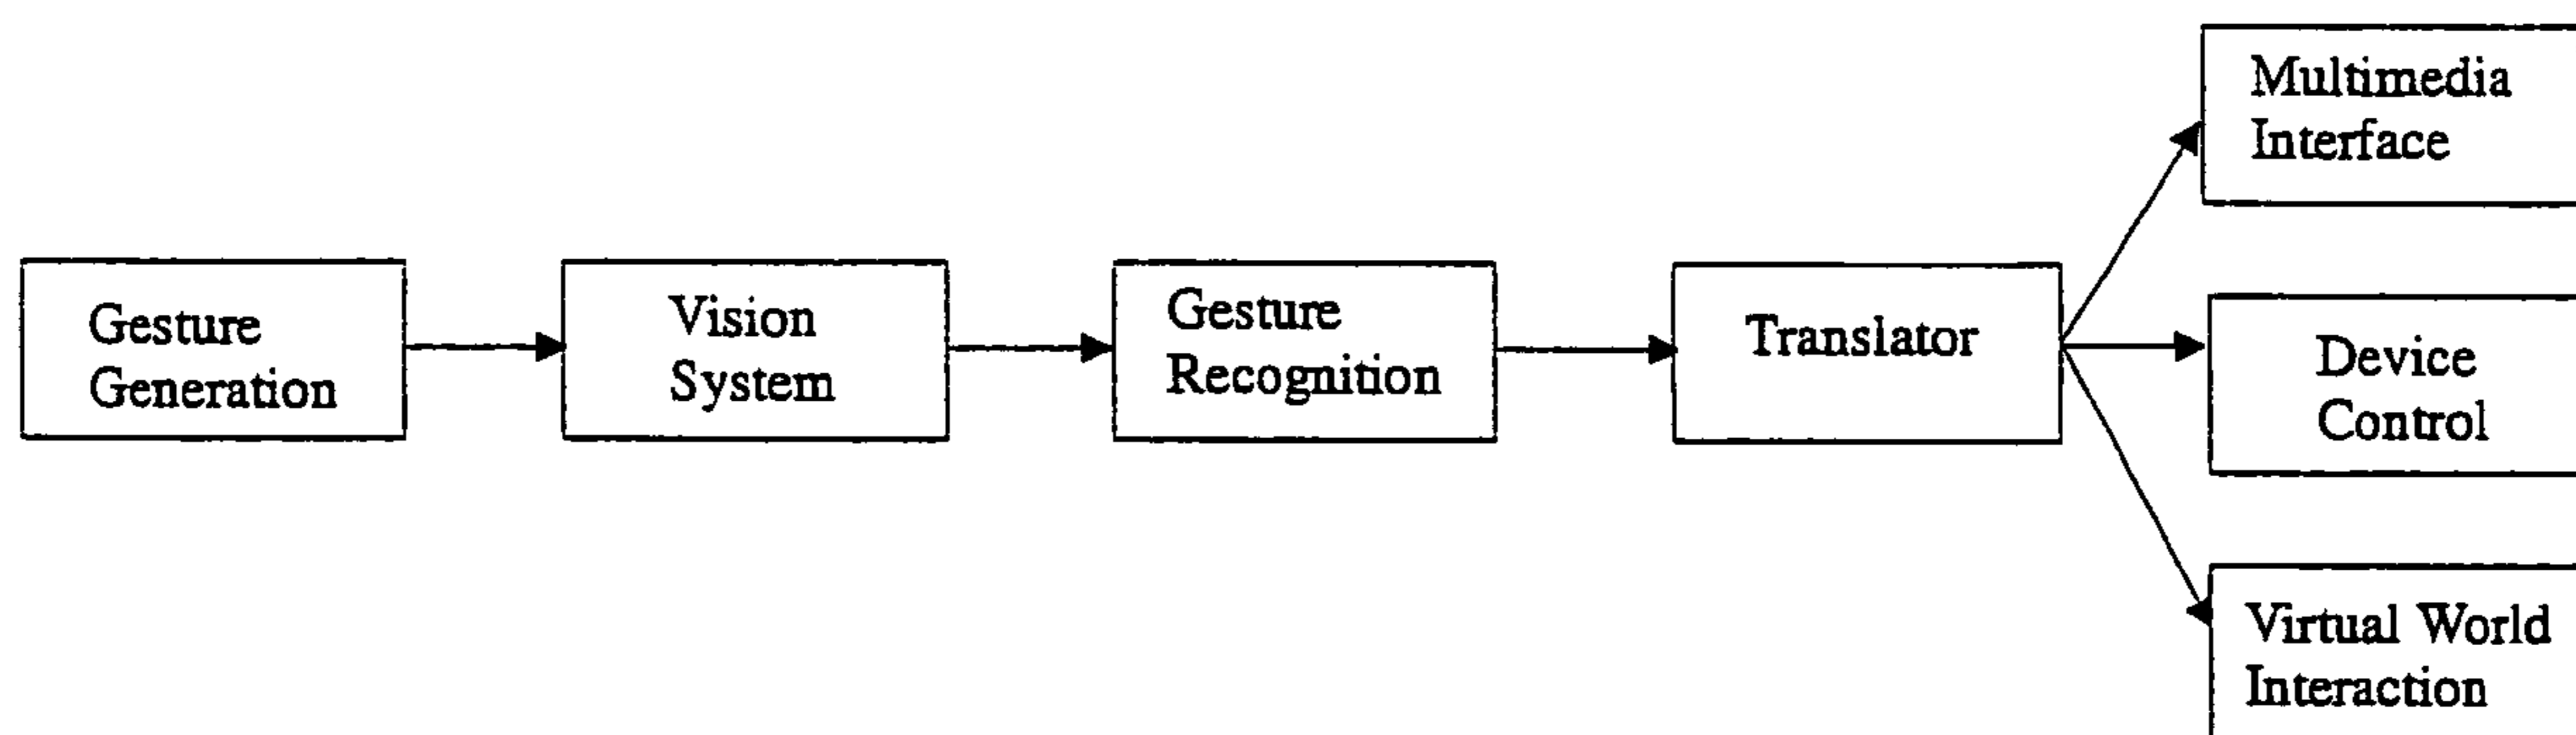 Gesture
Generation
Vision
System
Gesture
Recognition
Translator
Multimedia
Interface
Device
Control
Virtual World
Interaction